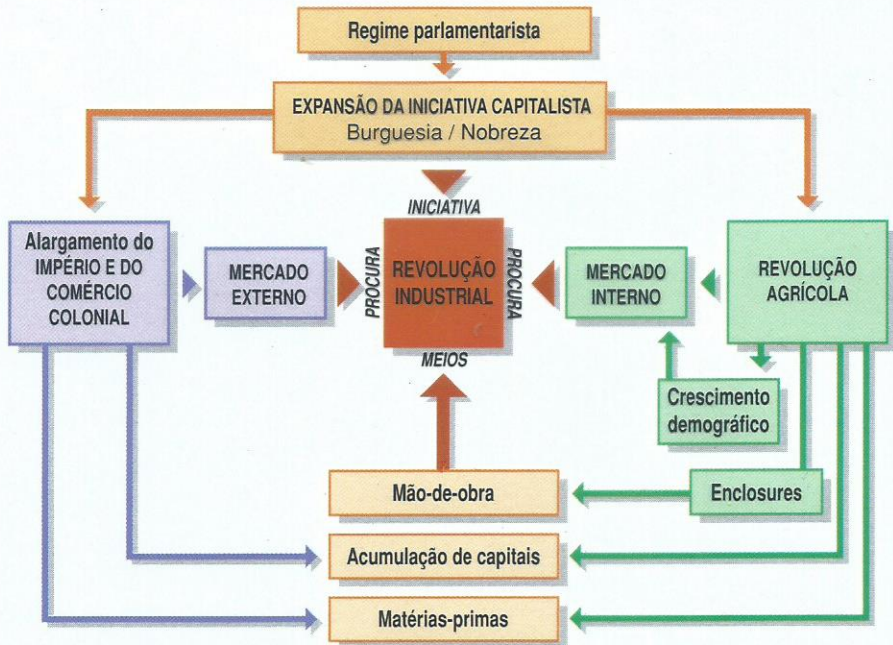 Regime parlamentarista
EXPANSÃO DA INICIATIVA CAPITALISTA
Burguesia / Nobreza
INICIATIVA
Alargamento do
IMPÉRIO E DO
COMÉRCIO
COLONIAL
MERCADO
EXTERNO
PROCURA
REVOLUÇÃO
INDUSTRIAL
PROCURA
MERCADO
INTERNO
REVOLUÇÃO
AGRÍCOLA
MEIOS
Crescimento
demográfico
Mão-de-obra
Enclosures
Acumulação de capitais
Matérias-primas